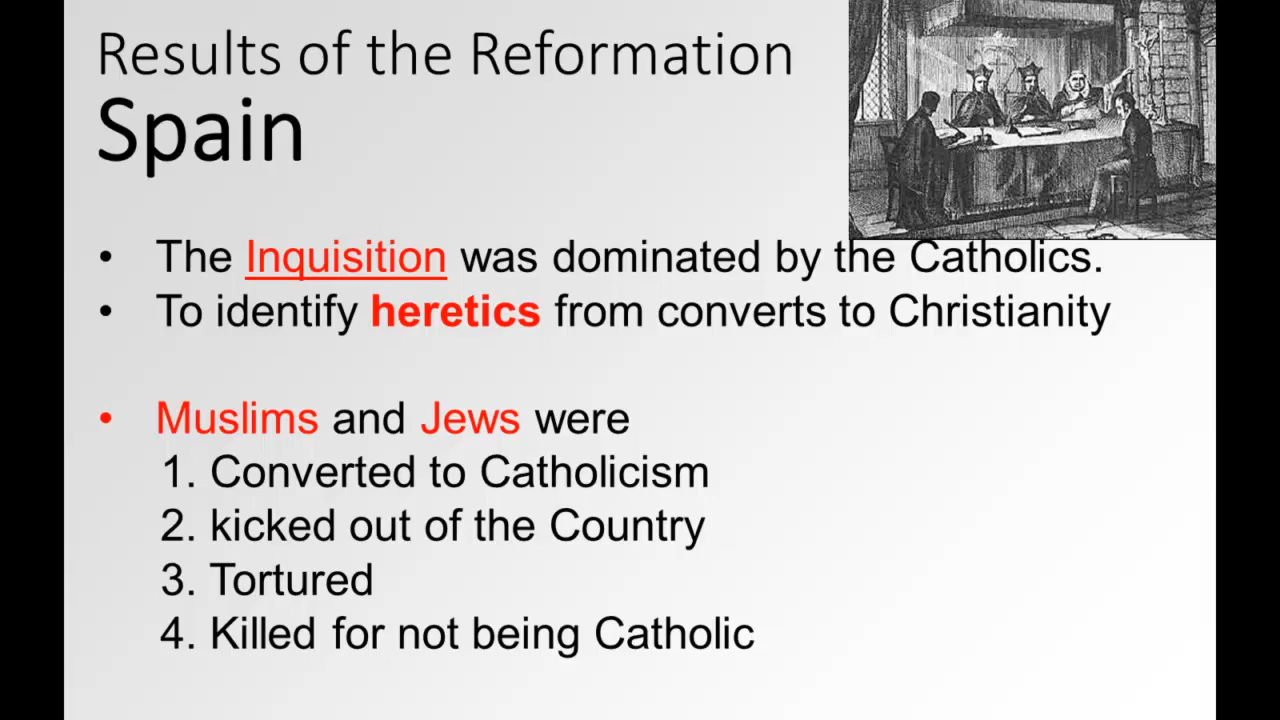 Results of the Reformation
Spain
• The Inquisition was dominated by the Catholics.
• To identify heretics from converts to Christianity
• Muslims and Jews were
1. Converted to Catholicism
2. kicked out of the Country
3. Tortured
4. Killed for not being Catholic